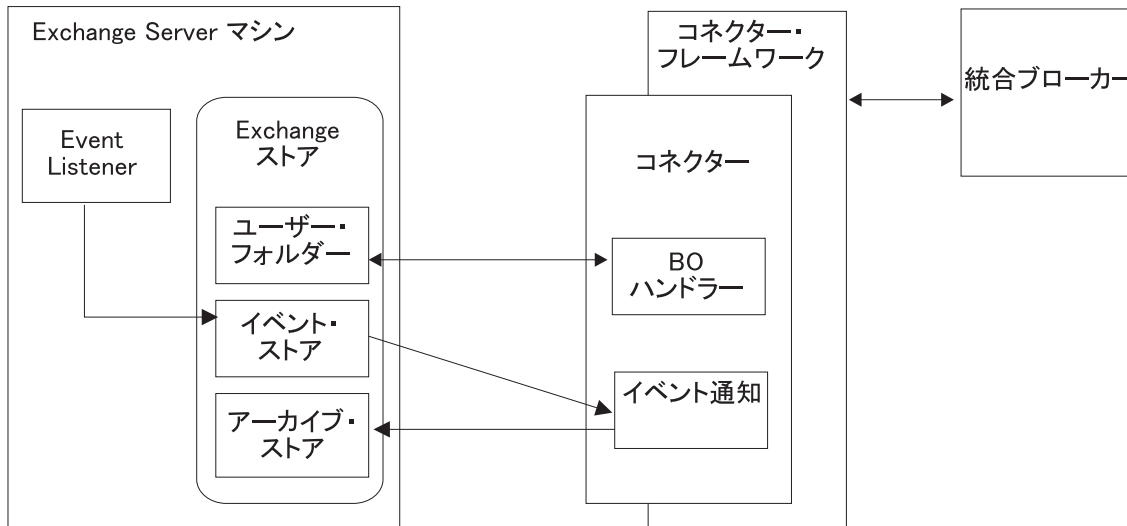 Exchange Server マシン
Event
Listener
Exchange
ストア
ユーザー・
フォルダー
イベント・
ストア
アーカイブ・
ストア
コネクター・
フレームワーク
コネクター
BO
ハンドラー
イベント通知
統合ブローカー